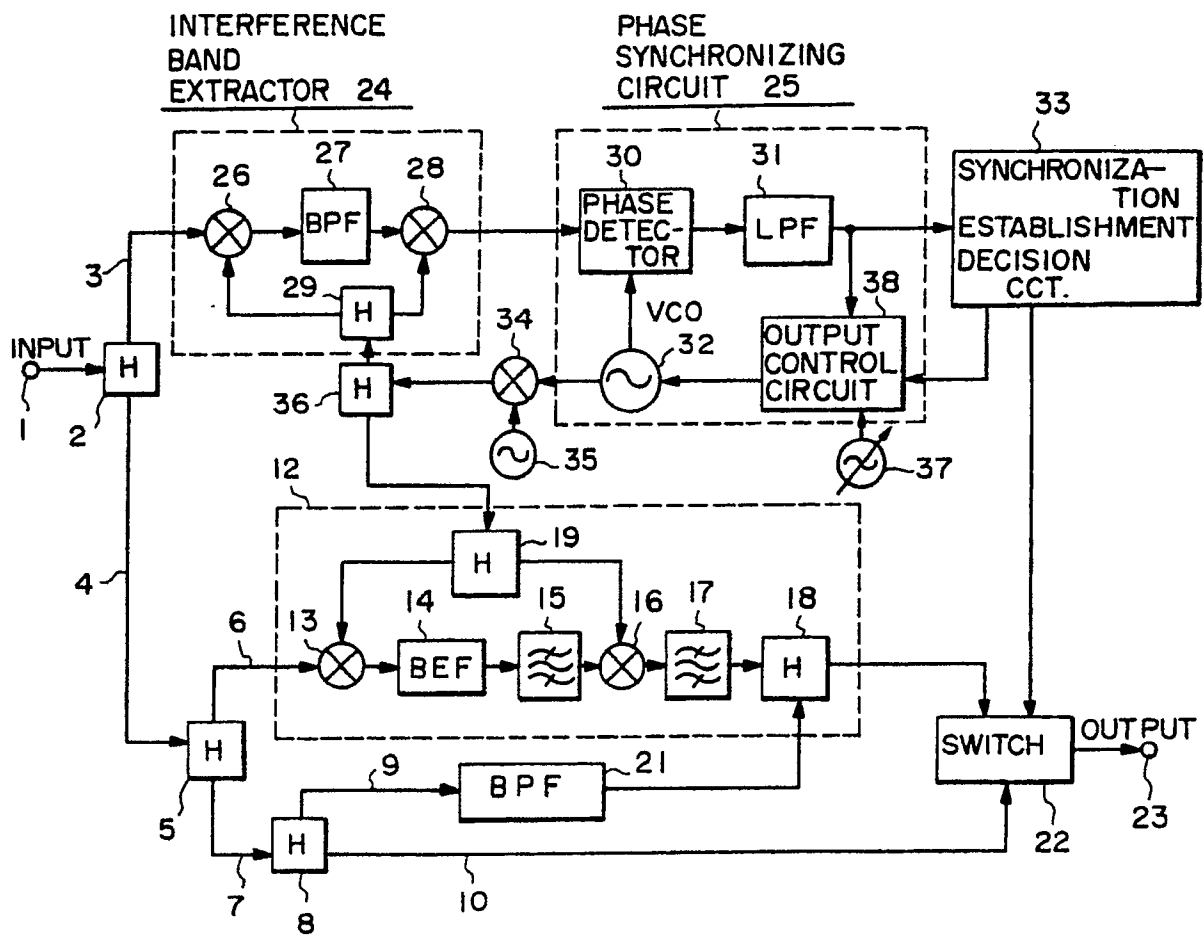 INTERFERENCE
BAND
EXTRACTOR 24
PHASE
SYNCHRONIZING
CIRCUIT 25
33
26
27
28
30
31
BPF
PHASE
DETEC-
TOR
LPF
SYNCHRONIZA-
TION
ESTABLISHMENT
DECISION
CCT.
3
29
H
VCO
38
INPUT
H
34
32
OUTPUT
CONTROL
CIRCUIT
1
2
36
H
35
37
12
H
19
4
6
13
14
15
16
17
18
BEF
H
H
5
9
BPF
21
SWITCH
OUTPUT
22
23
7
H
8
10